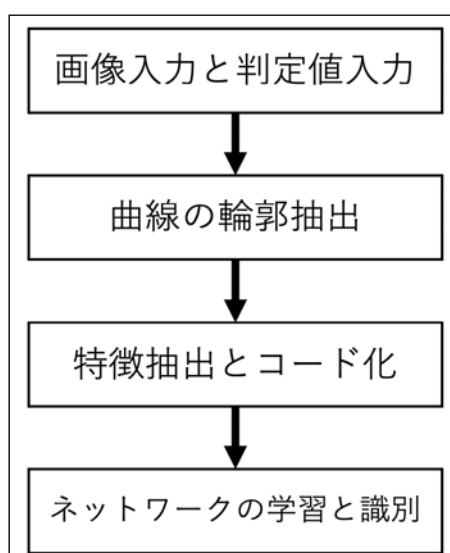 画像入力と判定値入力
曲線の輪郭抽出
特徴抽出とコード化
ネットワークの学習と識別